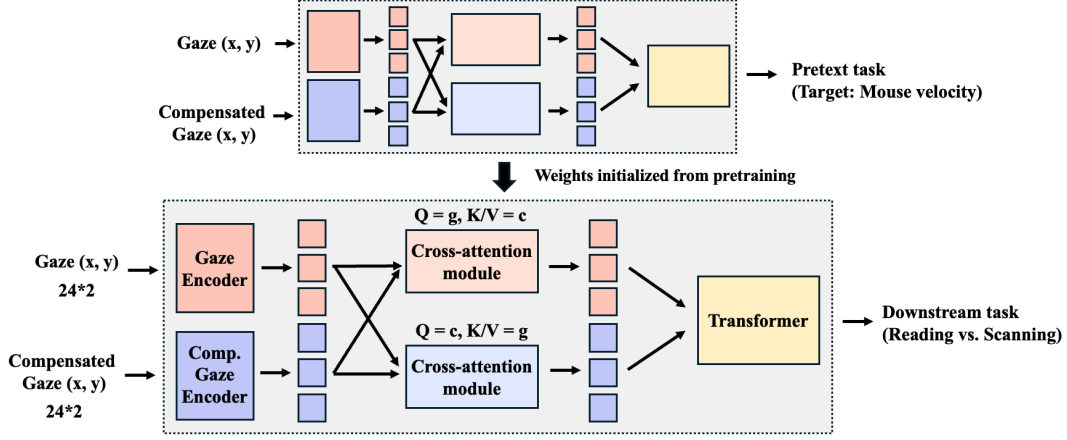 Gaze (x, y)
Compensated
Gaze (x, y)
Pretext task
(Target: Mouse velocity)
Weights initialized from pretraining
Q = g, K/V = c
Gaze (x, y)
24*2
Gaze
Encoder
Cross-attention
module
Transformer
Downstream task
(Reading vs. Scanning)
Q = c, K/V = g
Compensated
Gaze (x, y)
24*2
Comp.
Gaze
Encoder
Cross-attention
module